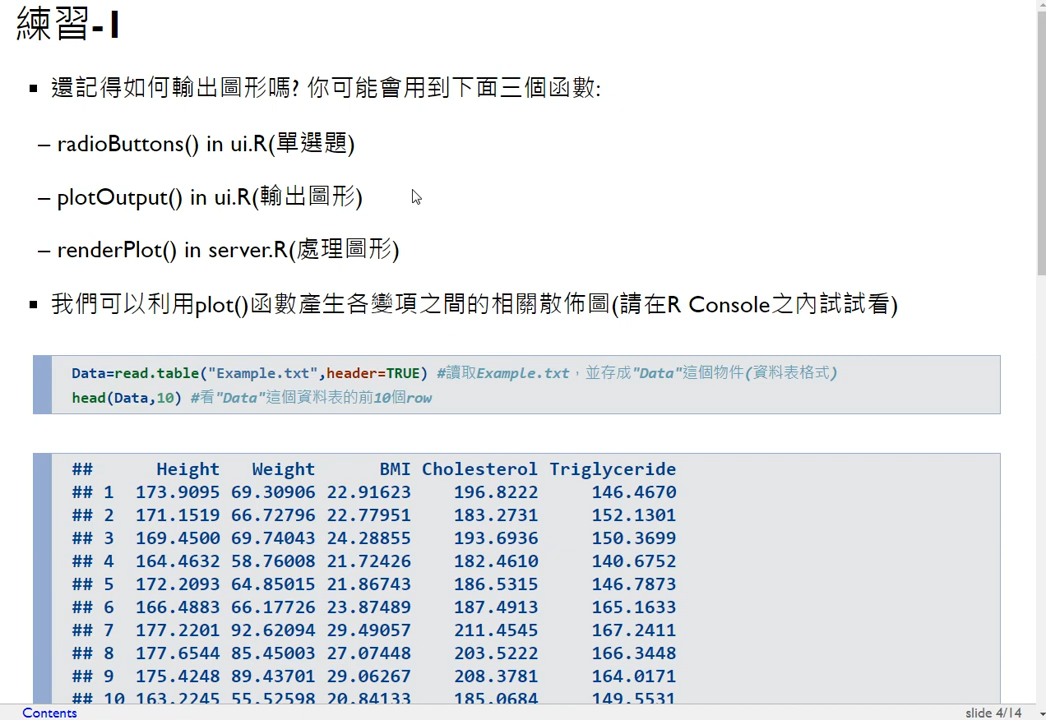 練習-1
▪ 還記得如何輸出圖形嗎? 你可能會用到下面三個函數:
– radioButtons() in ui.R(單選題)
– plotOutput() in ui.R(輸出圖形)
– renderPlot() in server.R(處理圖形)
▪ 我們可以利用plot()函數產生各變項之間的相關散佈圖(請在R Console之內試試看)
Data=read.table("Example.txt",header=TRUE) #讀取Example.txt，並存成"Data"這個物件(資料表格式)
head(Data,10) #看"Data"這個資料表的前10個row
## Height Weight BMI Cholesterol Triglyceride
## 1 173.9095 69.30906 22.91623 196.8222 146.4670
## 2 171.1519 66.72796 22.77951 183.2731 152.1301
## 3 169.4500 69.74043 24.28855 193.6936 150.3699
## 4 164.4632 58.76008 21.72426 182.4610 140.6752
## 5 172.2093 64.85015 21.86743 186.5315 146.7873
## 6 166.4883 66.17726 23.87489 187.4913 165.1633
## 7 177.2201 92.62094 29.49057 211.4545 167.2411
## 8 177.6544 85.45003 27.07448 203.5222 166.3448
## 9 175.4248 89.43701 29.06267 208.3781 164.0171
## 10 163.2245 55.52598 20.84133 185.0684 149.5531
Contents
slide 4/14